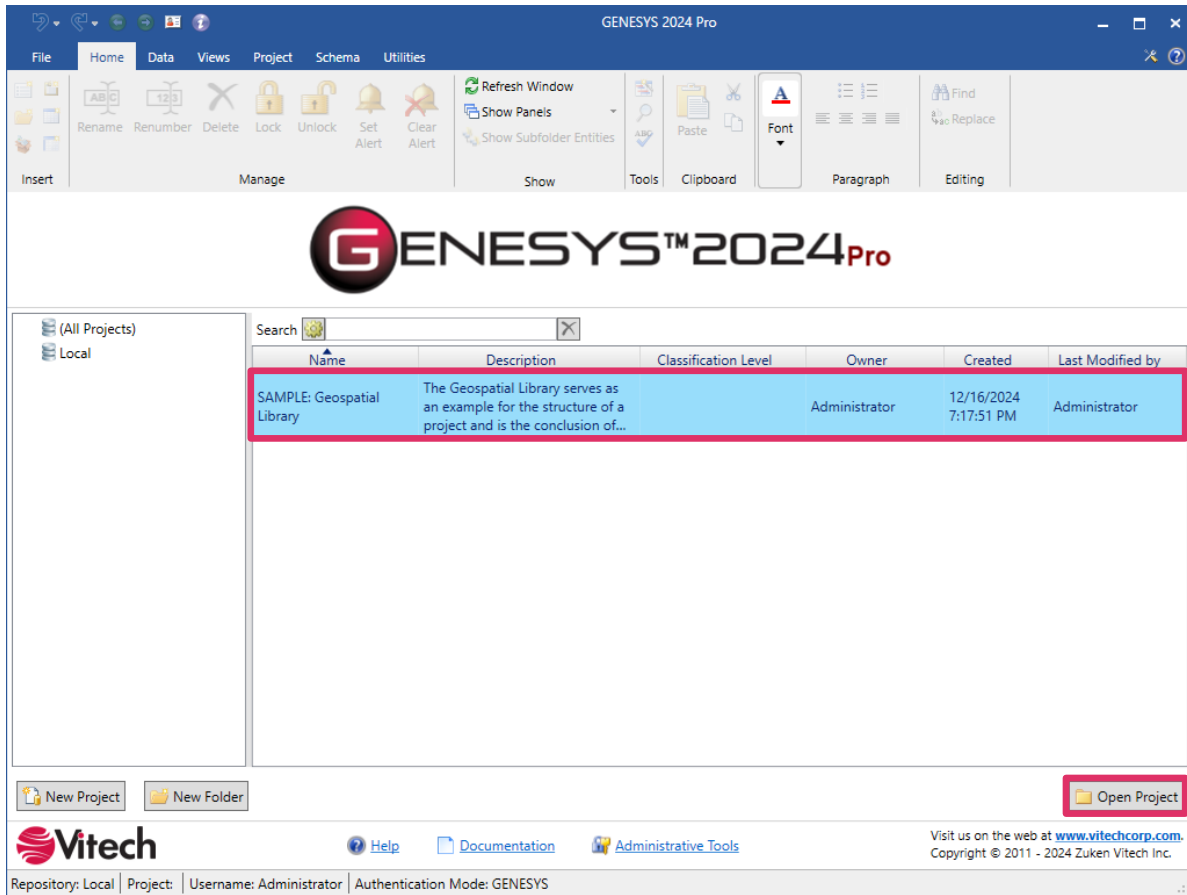 GENESYS 2024 Pro
File Home Data Views Project Schema Utilities
Rename Renumber Delete Lock Unlock Set Alert Clear Alert
Refresh Window
Show Panels
Show Subfolder Entities
Paste
Font
Find
Replace
Insert Manage Show Tools Clipboard Paragraph Editing
GENESYS™2024Pro
(All Projects)
Local
Search
Name Description Classification Level Owner Created Last Modified by
SAMPLE: Geospatial
Library
The Geospatial Library serves as
an example for the structure of a
project and is the conclusion of...
Administrator
12/16/2024
7:17:51 PM
Administrator
New Project New Folder Open Project
Vitech
Help Documentation Administrative Tools
Visit us on the web at www.vitechcorp.com.
Copyright © 2011 - 2024 Zuken Vitech Inc.
Repository: Local Project: Username: Administrator Authentication Mode: GENESYS